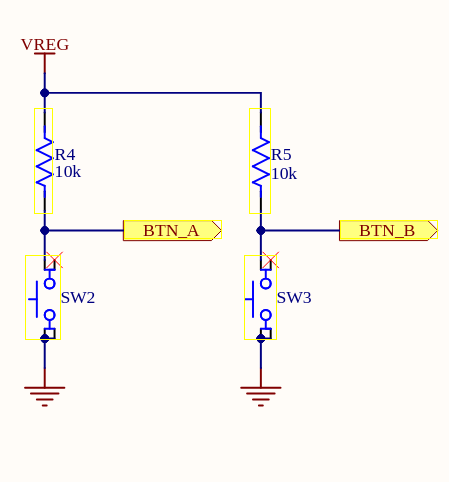 VREG
R4
10k
R5
10k
BTN_A
BTN_B
SW2
SW3